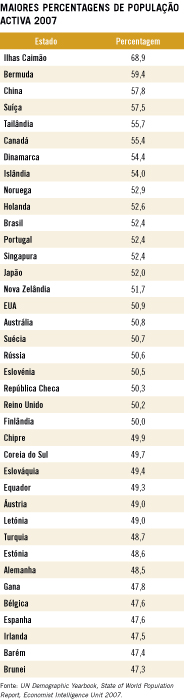 MAIORES PERCENTAGENS DE POPULAÇÃO
ACTIVA 2007
Estado Percentagem
Ilhas Caimão 68,9
Bermuda 59,4
China 57,8
Suíça 57,5
Tailândia 55,7
Canadá 55,4
Dinamarca 54,4
Islândia 54,0
Noruega 52,9
Holanda 52,6
Brasil 52,4
Portugal 52,4
Singapura 52,4
Japão 52,0
Nova Zelândia 51,7
EUA 50,9
Austrália 50,8
Suécia 50,7
Rússia 50,6
Eslovénia 50,5
República Checa 50,3
Reino Unido 50,2
Finlândia 50,0
Chipre 49,9
Coreia do Sul 49,7
Eslováquia 49,4
Equador 49,3
Áustria 49,0
Letónia 49,0
Turquia 48,7
Estónia 48,6
Alemanha 48,5
Gana 47,8
Bélgica 47,6
Espanha 47,6
Irlanda 47,5
Barém 47,4
Brunei 47,3
Fonte: UN Demographic Yearbook, State of World Population
Report, Economist Intelligence Unit 2007.